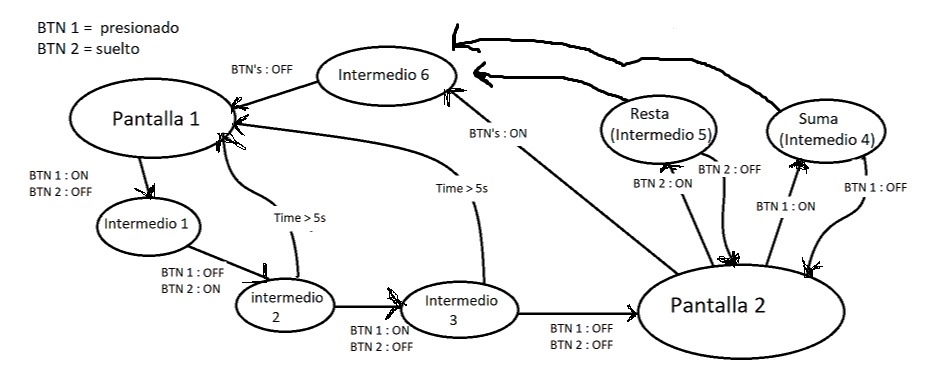 BTN 1 = presionado
BTN 2 = suelto
BTN's : OFF
Intermedio 6
Pantalla 1
BTN's : ON
Resta
(Intermedio 5)
Suma
(Intemedio 4)
BTN 1 : ON
BTN 2 : OFF
Intermedio 1
Time > 5s
Time > 5s
BTN 2 : ON
BTN 2 : OFF
BTN 1 : ON
BTN 1 : OFF
BTN 1 : OFF
BTN 2 : ON
intermedio
2
Intermedio
3
BTN 1 : ON
BTN 2 : OFF
BTN 1 : OFF
BTN 2 : OFF
Pantalla 2